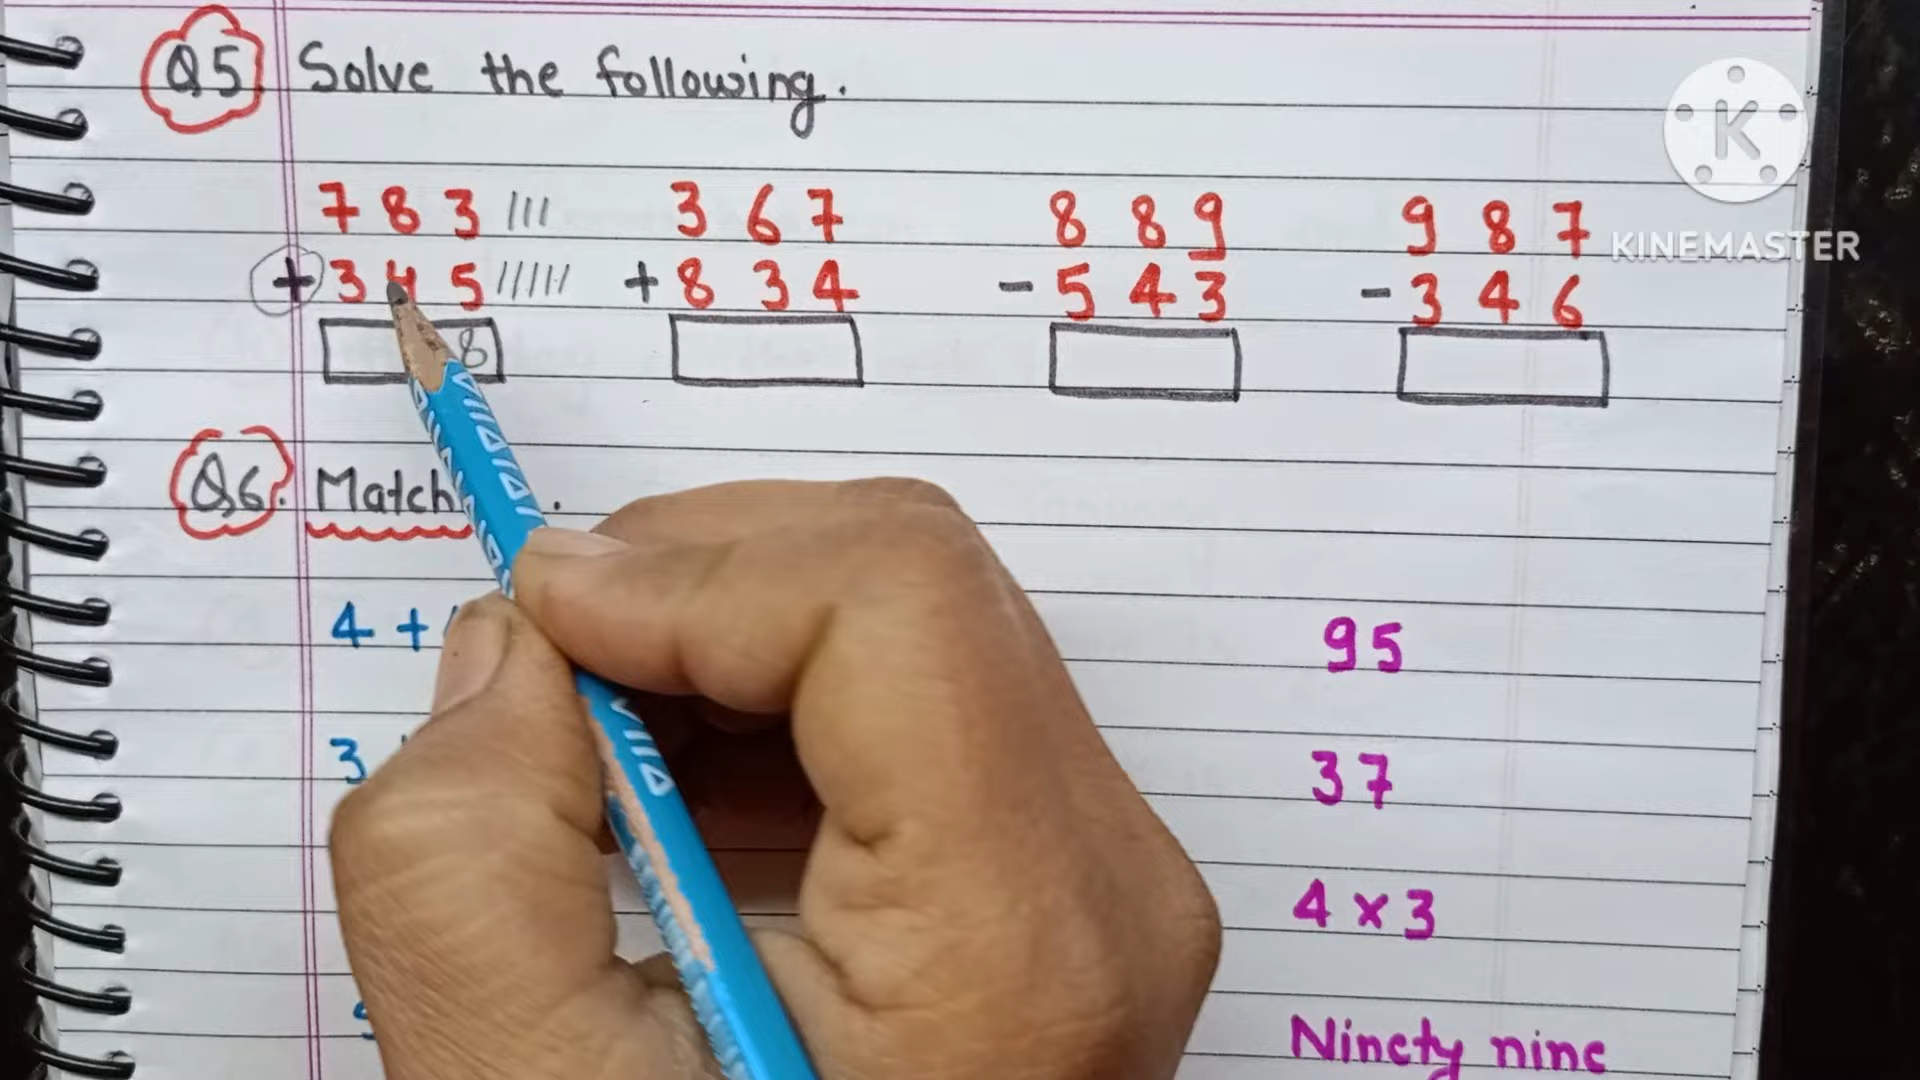 Q5. Solve the following.
K
KINEMASTER
783 /// 367 889 987
+345 ///// +834 -543 -346
8
Q6. Match .
4 + 95
3 37
4 x 3
5 Ninety nine